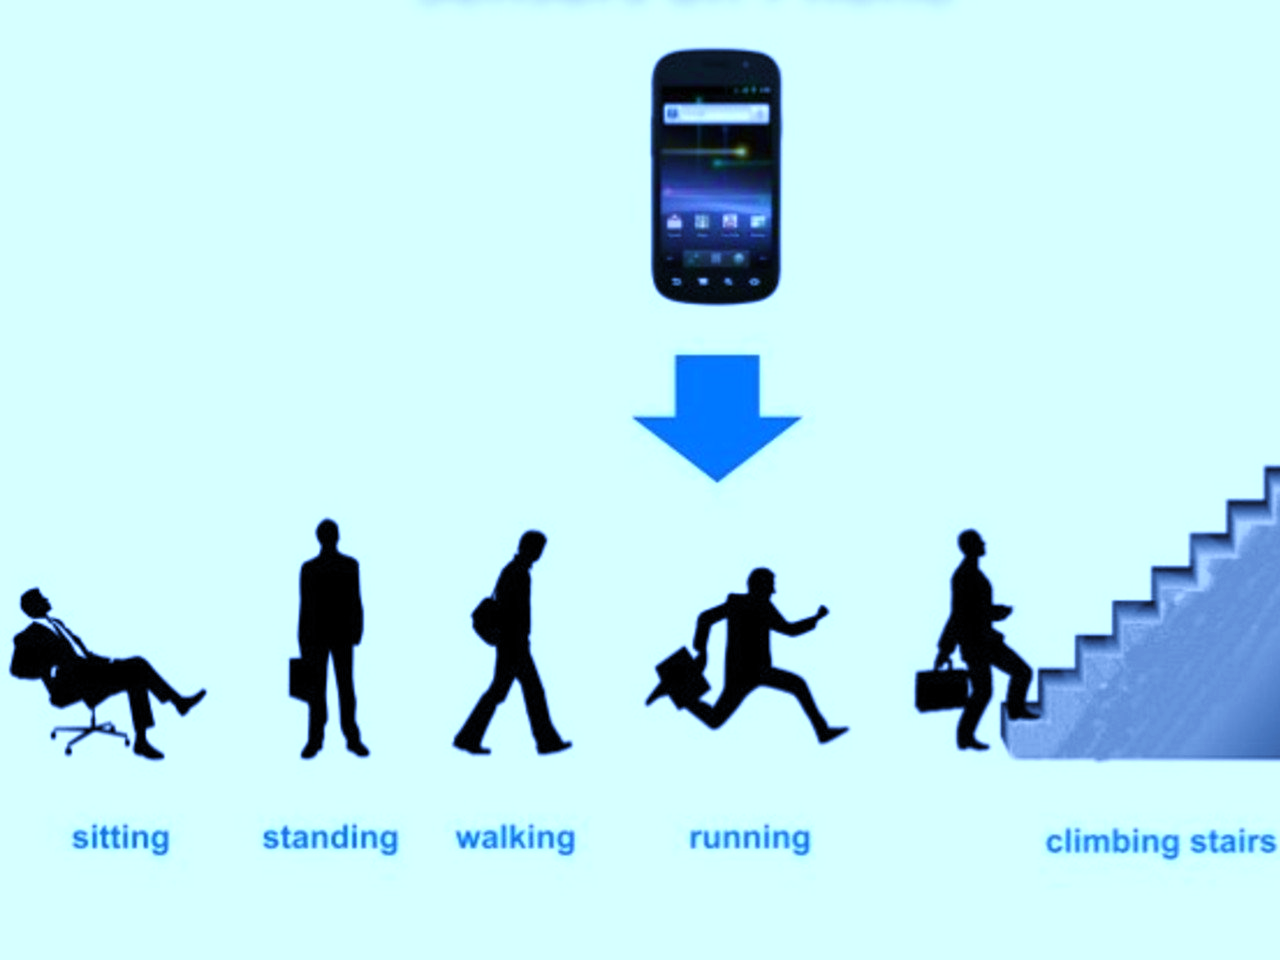 sitting
standing
walking
running
climbing stairs